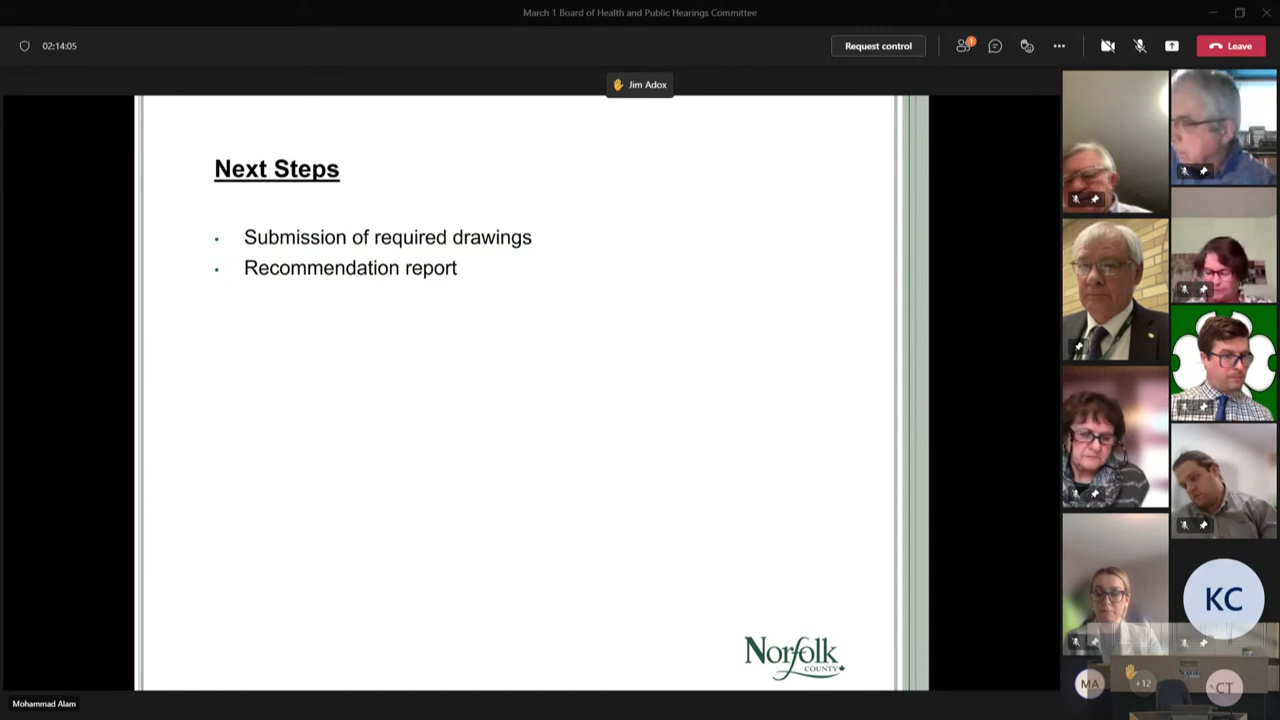 March 1 Board of Health and Public Hearings Committee
02:14:05
Request control
1
Leave
Jim Adox
Next Steps
• Submission of required drawings
• Recommendation report
Norfolk
COUNTY
KC
MA
+12
CT
Mohammad Alam